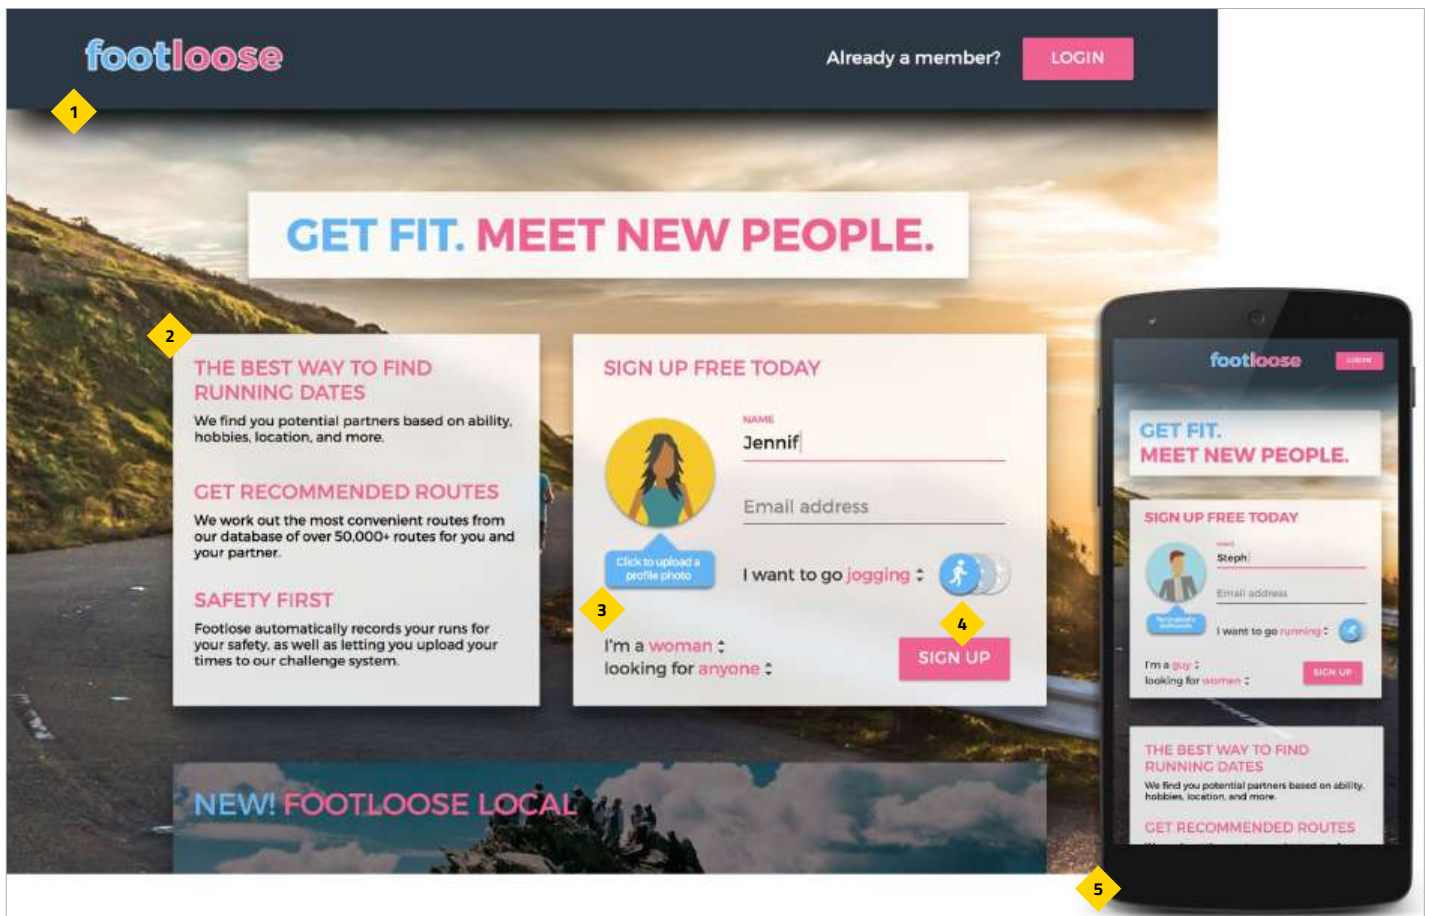 footloose
Already a member?
LOGIN
1
GET FIT. MEET NEW PEOPLE.
2
THE BEST WAY TO FIND
RUNNING DATES
We find you potential partners based on ability,
hobbies, location, and more.
GET RECOMMENDED ROUTES
We work out the most convenient routes from
our database of over 50,000+ routes for you and
your partner.
SAFETY FIRST
Footlose automatically records your runs for
your safety, as well as letting you upload your
times to our challenge system.
SIGN UP FREE TODAY
NAME
Jennif
Email address
Click to upload a
profile photo
I want to go jogging
3
4
I'm a woman
looking for anyone
SIGN UP
NEW! FOOTLOOSE LOCAL
footloose
LOGIN
GET FIT.
MEET NEW PEOPLE.
SIGN UP FREE TODAY
NAME
Steph
Email address
I want to go running
I'm a guy
looking for women
SIGN UP
THE BEST WAY TO FIND
RUNNING DATES
We find you potential partners based on ability,
hobbies, location, and more.
GET RECOMMENDED ROUTES
5